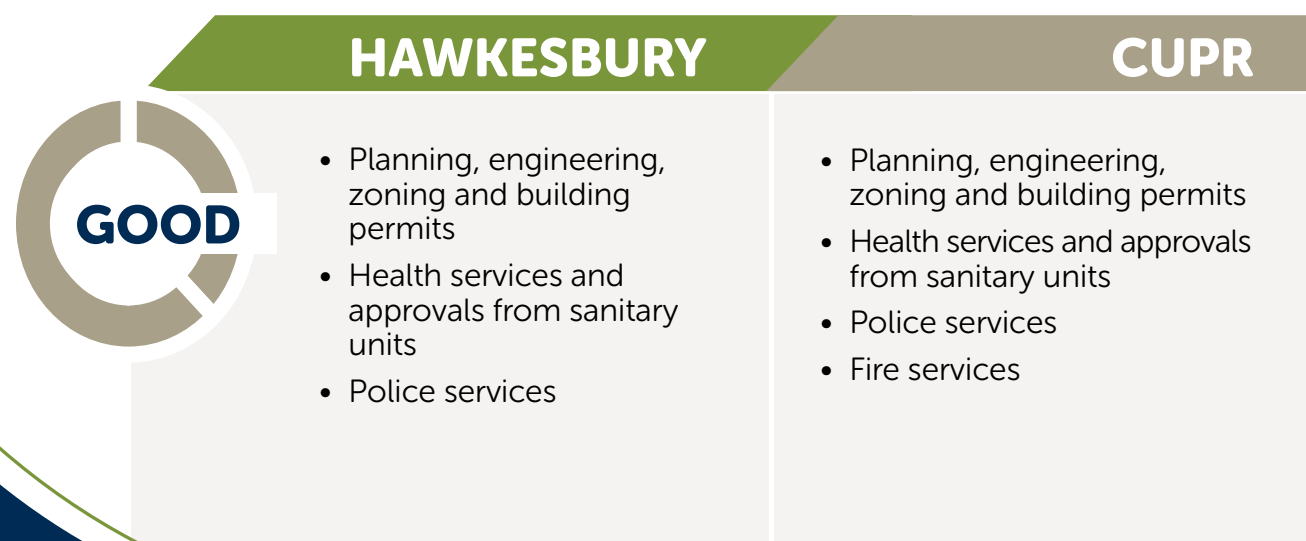 HAWKESBURY
CUPR
GOOD
• Planning, engineering,
zoning and building
permits
• Health services and
approvals from sanitary
units
• Police services
• Planning, engineering,
zoning and building permits
• Health services and approvals
from sanitary units
• Police services
• Fire services